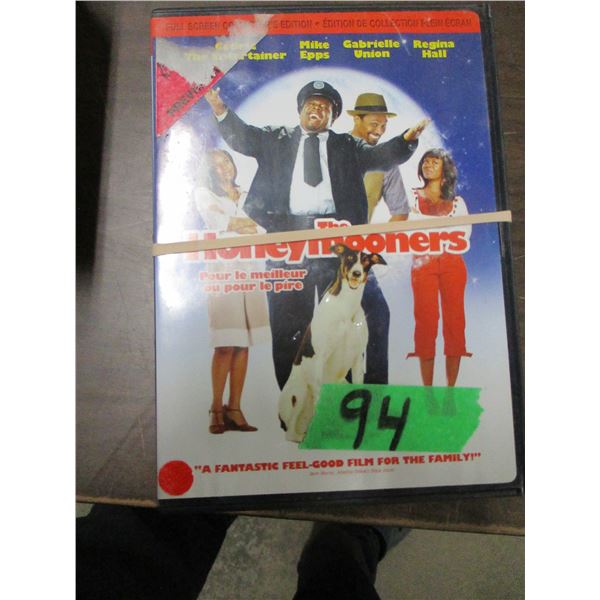 FULL SCREEN COLLECTOR'S EDITION • ÉDITION DE COLLECTION PLEIN ÉCRAN
The Entertainer
Mike Epps
Gabrielle Union
Regina Hall
The
Honeymooners
Pour le meilleur
ou pour le pire
94
"A FANTASTIC FEEL-GOOD FILM FOR THE FAMILY!"